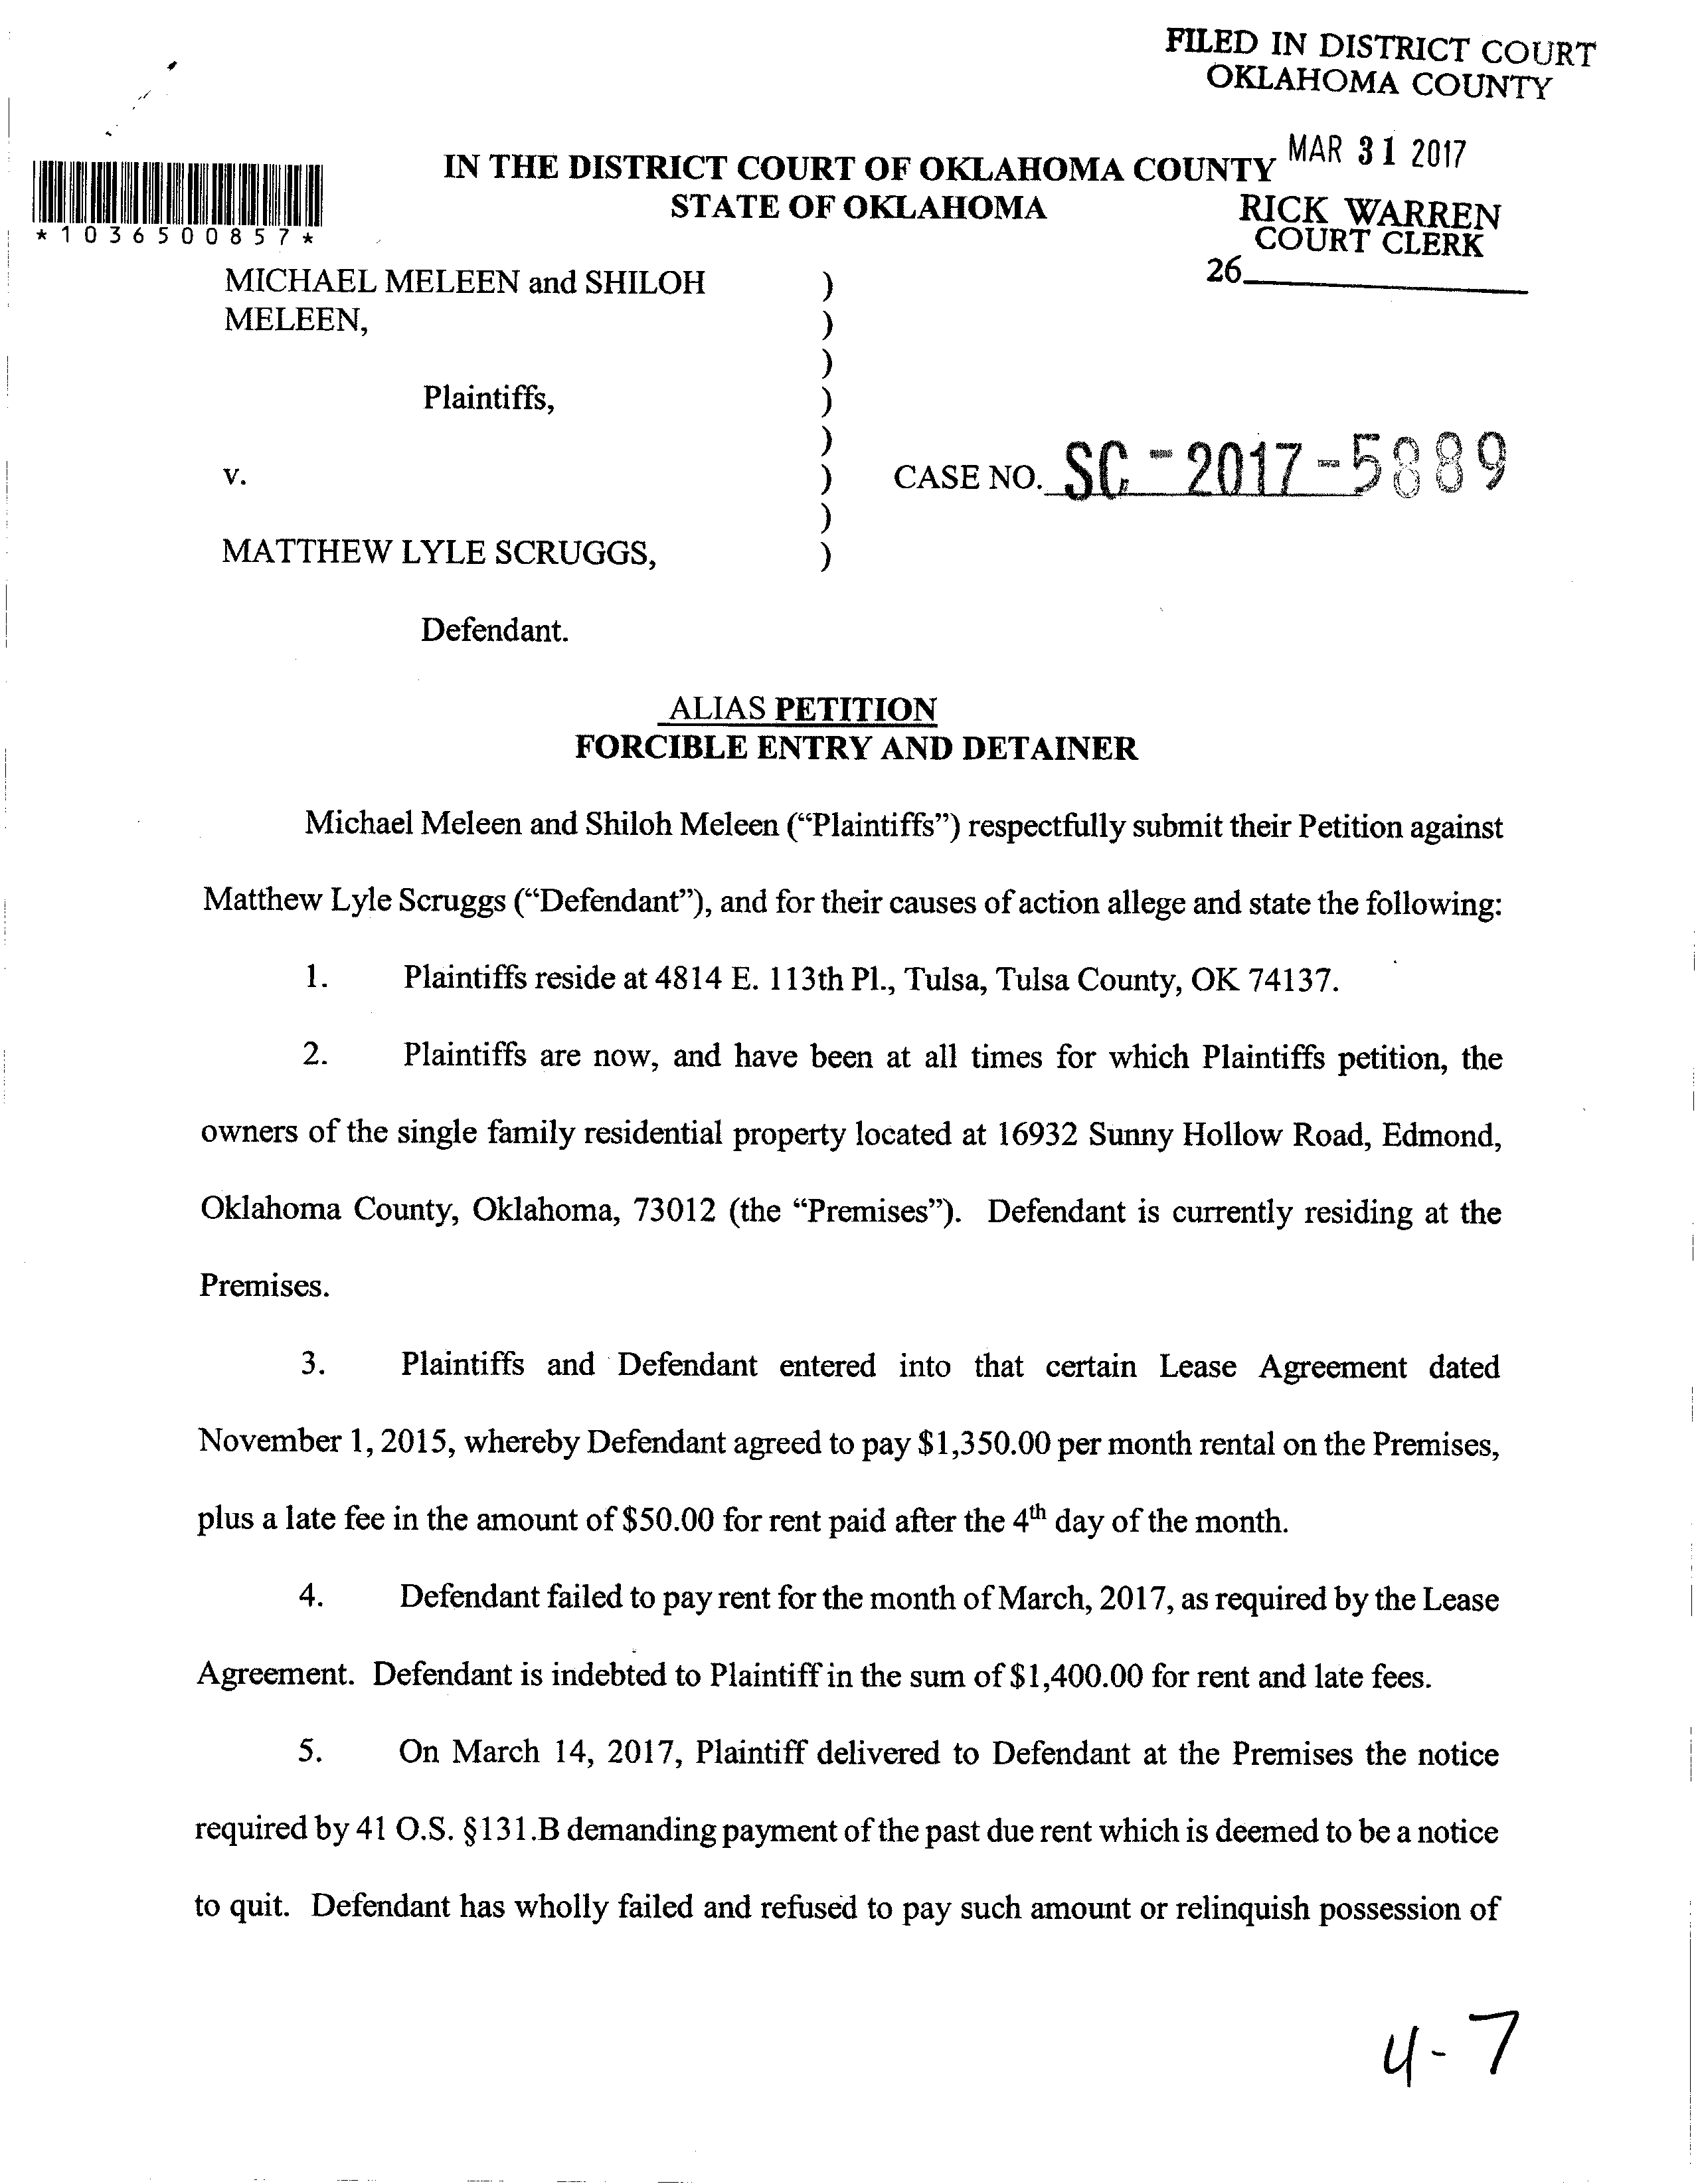 FILED IN DISTRICT COURT
OKLAHOMA COUNTY
MAR 31 2017
RICK WARREN
COURT CLERK
26
*1036500857*
IN THE DISTRICT COURT OF OKLAHOMA COUNTY
STATE OF OKLAHOMA
MICHAEL MELEEN and SHILOH )
MELEEN, )
)
Plaintiffs, )
)
v. ) CASE NO. SC-2017-5889
)
MATTHEW LYLE SCRUGGS, )
Defendant.
ALIAS PETITION
FORCIBLE ENTRY AND DETAINER
Michael Meleen and Shiloh Meleen (“Plaintiffs”) respectfully submit their Petition against
Matthew Lyle Scruggs (“Defendant”), and for their causes of action allege and state the following:
1. Plaintiffs reside at 4814 E. 113th Pl., Tulsa, Tulsa County, OK 74137.
2. Plaintiffs are now, and have been at all times for which Plaintiffs petition, the
owners of the single family residential property located at 16932 Sunny Hollow Road, Edmond,
Oklahoma County, Oklahoma, 73012 (the “Premises”). Defendant is currently residing at the
Premises.
3. Plaintiffs and Defendant entered into that certain Lease Agreement dated
November 1, 2015, whereby Defendant agreed to pay $1,350.00 per month rental on the Premises,
plus a late fee in the amount of $50.00 for rent paid after the 4th day of the month.
4. Defendant failed to pay rent for the month of March, 2017, as required by the Lease
Agreement. Defendant is indebted to Plaintiff in the sum of $1,400.00 for rent and late fees.
5. On March 14, 2017, Plaintiff delivered to Defendant at the Premises the notice
required by 41 O.S. §131.B demanding payment of the past due rent which is deemed to be a notice
to quit. Defendant has wholly failed and refused to pay such amount or relinquish possession of
4-7